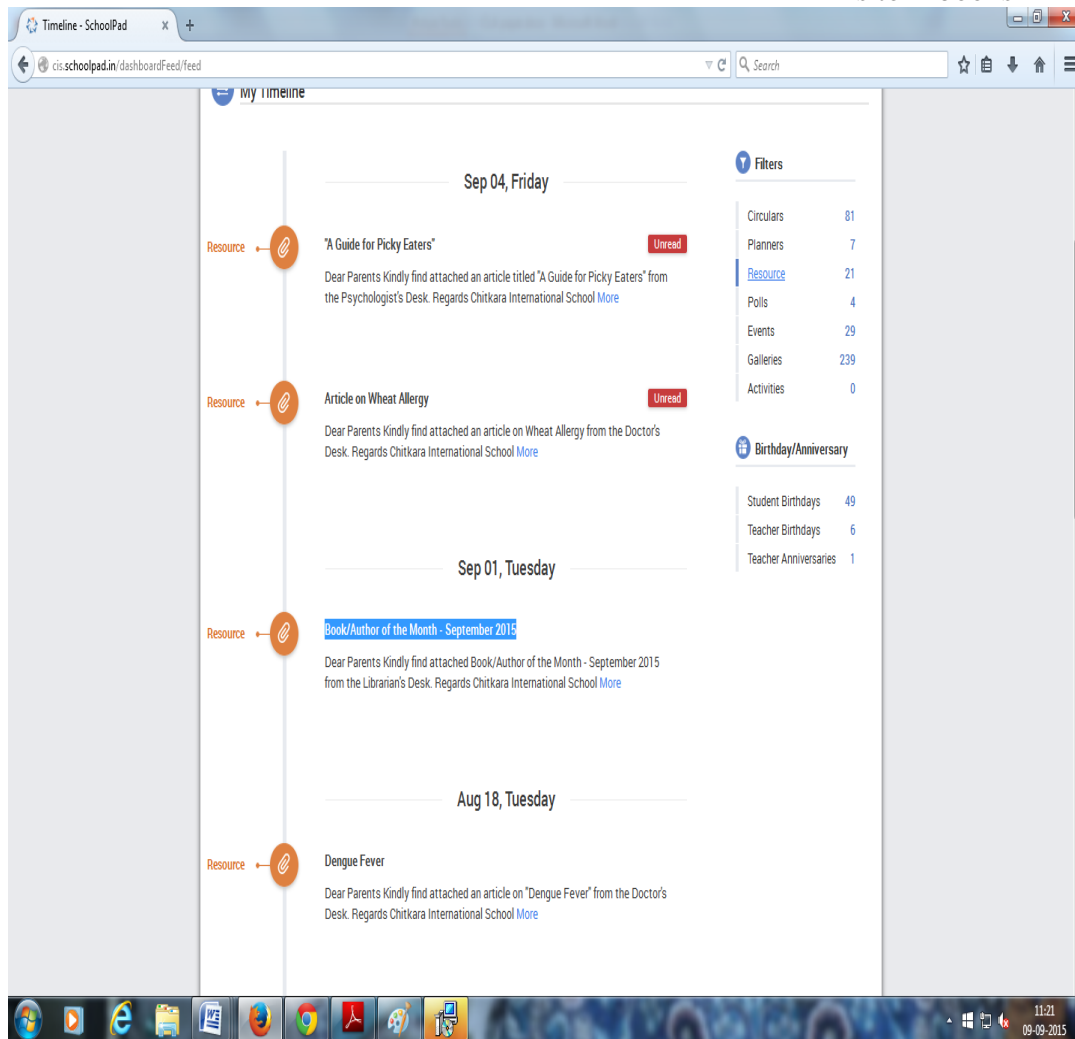 Timeline - SchoolPad x +
cis.schoolpad.in/dashboardFeed/feed
Search
My Timeline
Filters
Sep 04, Friday
Circulars 81
Resource
"A Guide for Picky Eaters"
Unread
Planners 7
Dear Parents Kindly find attached an article titled "A Guide for Picky Eaters" from
the Psychologist's Desk. Regards Chitkara International School More
Resource 21
Polls 4
Events 29
Galleries 239
Activities 0
Resource
Article on Wheat Allergy
Unread
Dear Parents Kindly find attached an article on Wheat Allergy from the Doctor's
Desk. Regards Chitkara International School More
Birthday/Anniversary
Student Birthdays 49
Teacher Birthdays 6
Teacher Anniversaries 1
Sep 01, Tuesday
Resource
Book/Author of the Month - September 2015
Dear Parents Kindly find attached Book/Author of the Month - September 2015
from the Librarian's Desk. Regards Chitkara International School More
Aug 18, Tuesday
Resource
Dengue Fever
Dear Parents Kindly find attached an article on "Dengue Fever" from the Doctor's
Desk. Regards Chitkara International School More
11:21
09-09-2015